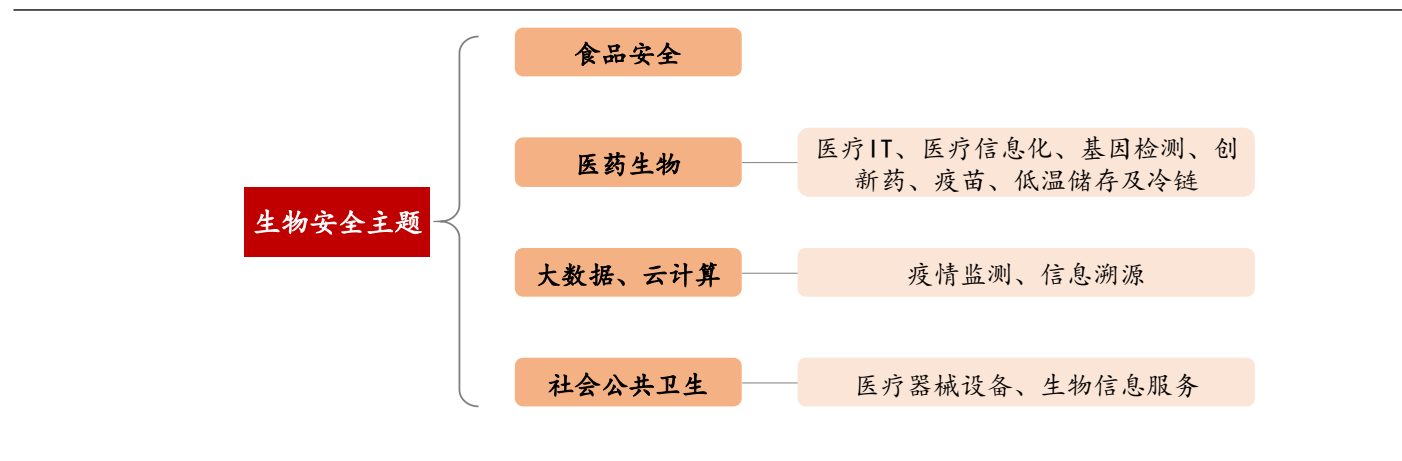 食品安全
医药生物
医疗IT、医疗信息化、基因检测、创
新药、疫苗、低温储存及冷链
生物安全主题
大数据、云计算
疫情监测、信息溯源
社会公共卫生
医疗器械设备、生物信息服务